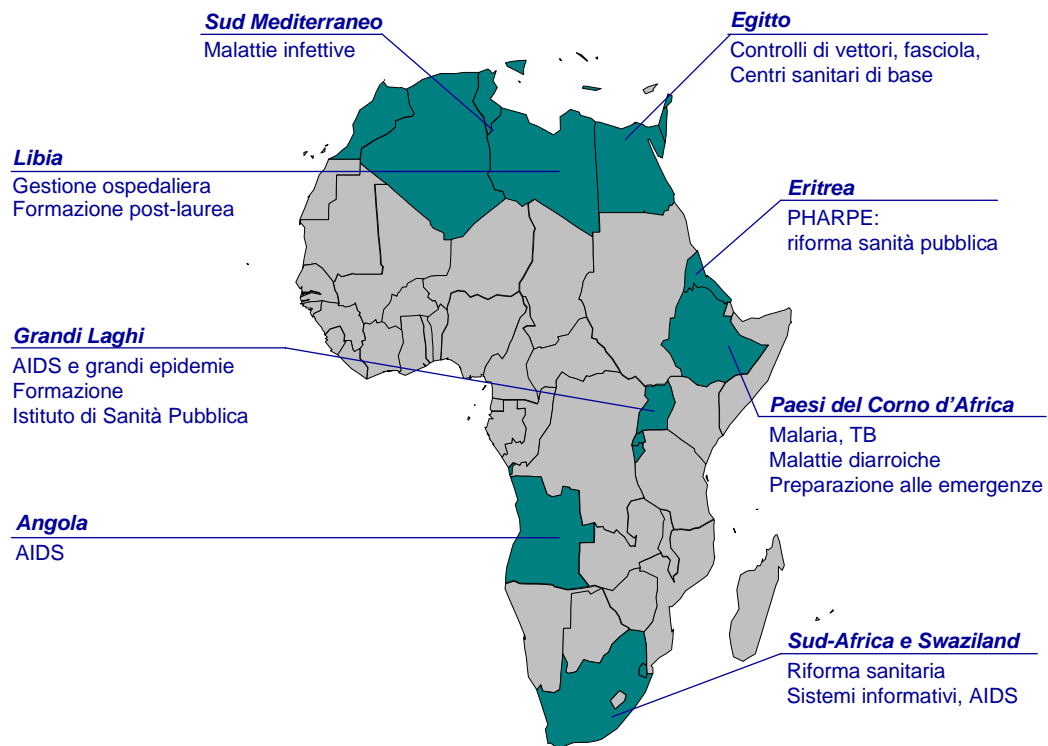 Sud Mediterraneo
Malattie infettive
Egitto
Controlli di vettori, fasciola,
Centri sanitari di base
Libia
Gestione ospedaliera
Formazione post-laurea
Eritrea
PHARPE:
riforma sanità pubblica
Grandi Laghi
AIDS e grandi epidemie
Formazione
Istituto di Sanità Pubblica
Paesi del Corno d’Africa
Malaria, TB
Malattie diarroiche
Preparazione alle emergenze
Angola
AIDS
Sud-Africa e Swaziland
Riforma sanitaria
Sistemi informativi, AIDS